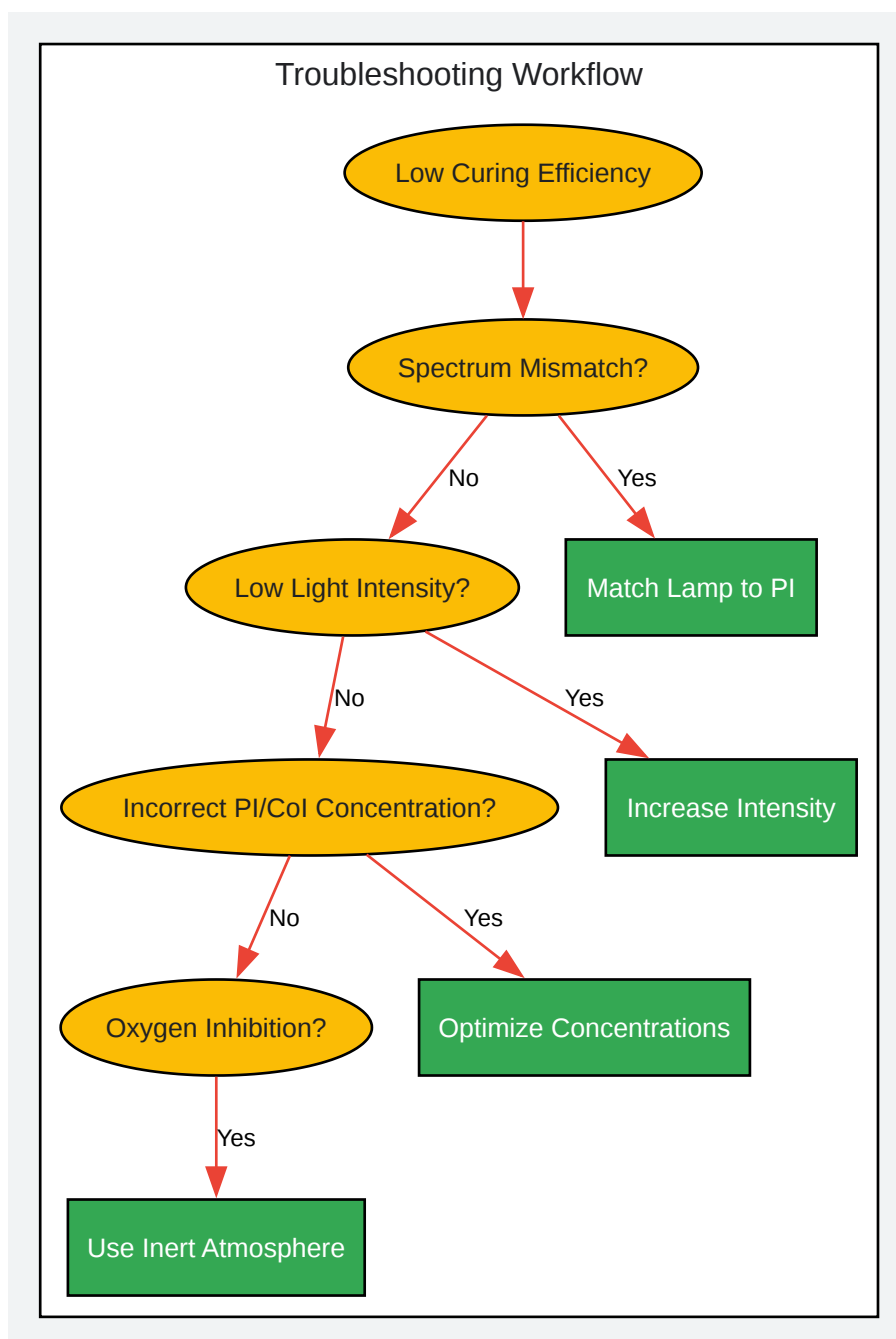 Troubleshooting Workflow
Low Curing Efficiency
Spectrum Mismatch?
No
Yes
Low Light Intensity?
Match Lamp to PI
No
Yes
Incorrect PI/CoI Concentration?
Increase Intensity
No
Yes
Oxygen Inhibition?
Optimize Concentrations
Yes
Use Inert Atmosphere